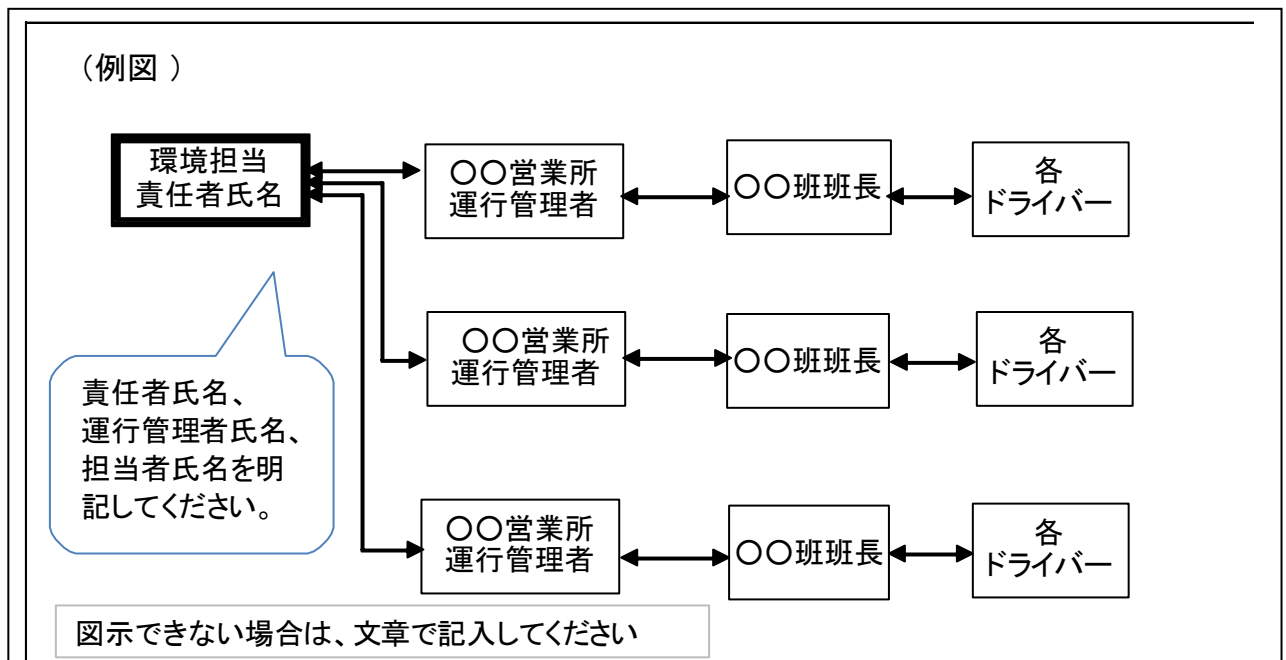 (例図 )
環境担当
責任者氏名
〇〇営業所
運行管理者
〇〇班班長
各
ドライバー
〇〇営業所
運行管理者
〇〇班班長
各
ドライバー
責任者氏名、
運行管理者氏名、
担当者氏名を明
記してください。
〇〇営業所
運行管理者
〇〇班班長
各
ドライバー
図示できない場合は、文章で記入してください